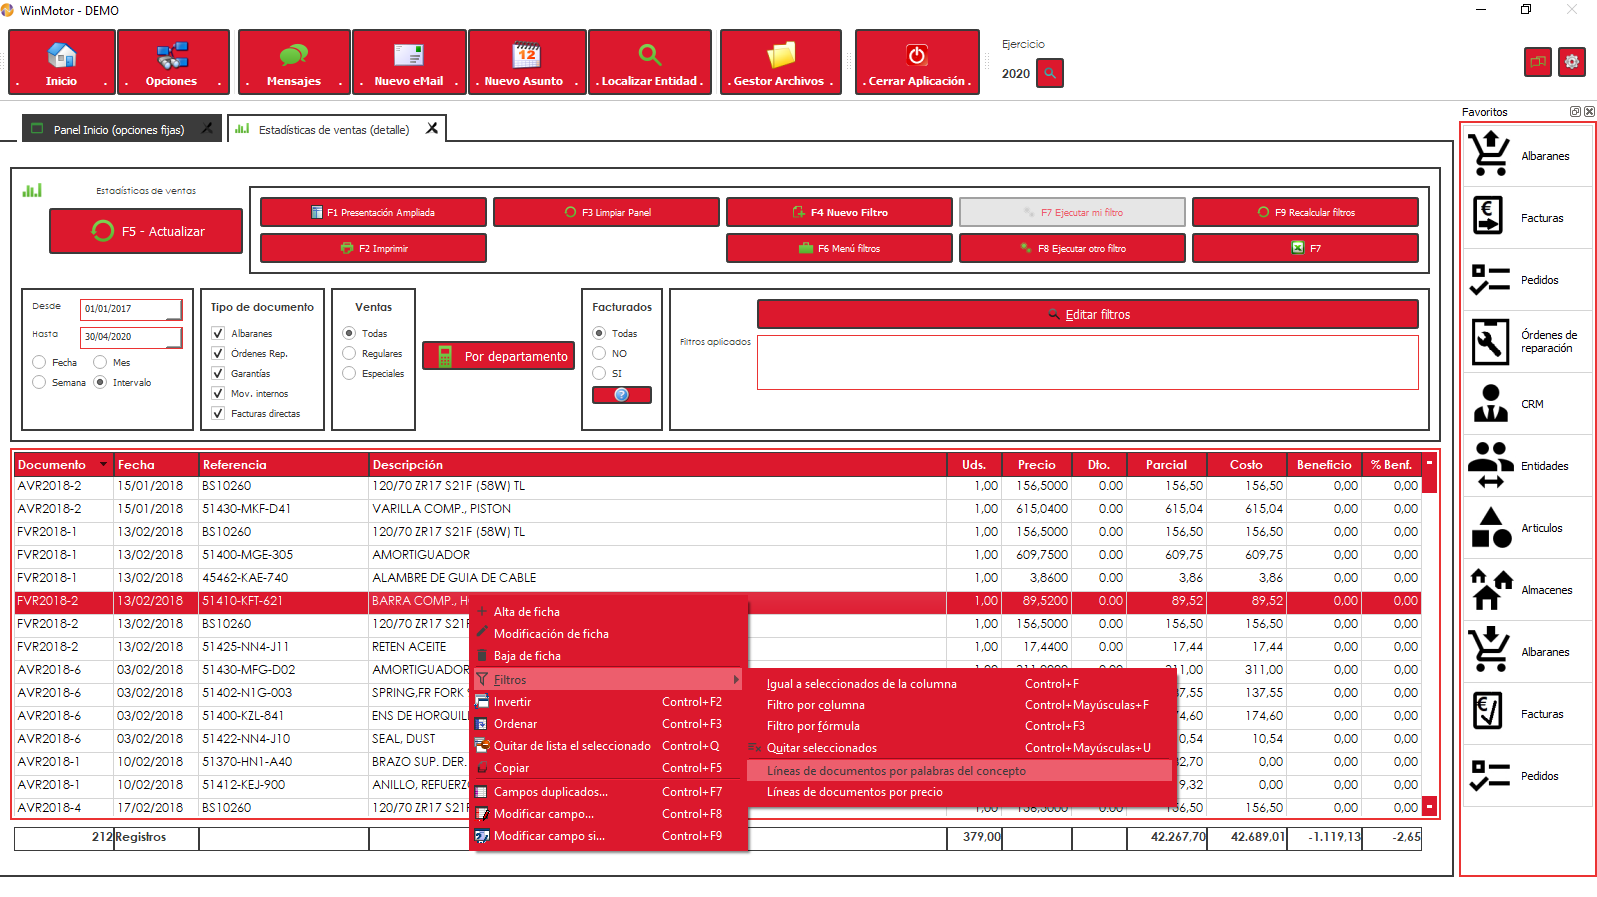 WinMotor - DEMO
. Inicio .
. Opciones .
. Mensajes .
. Nuevo eMail .
12
. Nuevo Asunto .
. Localizar Entidad .
. Gestor Archivos .
. Cerrar Aplicación .
Ejercicio
2020
Panel Inicio (opciones fijas)
Estadísticas de ventas (detalle)
Favoritos
Estadísticas de ventas
F5 - Actualizar
F1 Presentación Ampliada
F3 Limpiar Panel
F4 Nuevo Filtro
F7 Ejecutar mi filtro
F9 Recalcular filtros
F2 Imprimir
F6 Menú filtros
F8 Ejecutar otro filtro
F7
Desde 01/01/2017
Hasta 30/04/2020
Fecha Mes
Semana Intervalo
Tipo de documento
Albaranes
Órdenes Rep.
Garantías
Mov. internos
Facturas directas
Ventas
Todas
Regulares
Especiales
Por departamento
Facturados
Todas
NO
SI
?
Editar filtros
Filtros aplicados
Documento Fecha Referencia Descripción Uds. Precio Dto. Parcial Costo Beneficio % Benf.
AVR2018-2 15/01/2018 BS10260 120/70 ZR17 S21F (58W) TL 1,00 156,5000 0.00 156,50 156,50 0,00 0,00
AVR2018-2 15/01/2018 51430-MKF-D41 VARILLA COMP., PISTON 1,00 615,0400 0.00 615,04 615,04 0,00 0,00
FVR2018-1 13/02/2018 BS10260 120/70 ZR17 S21F (58W) TL 1,00 156,5000 0.00 156,50 156,50 0,00 0,00
FVR2018-1 13/02/2018 51400-MGE-305 AMORTIGUADOR 1,00 609,7500 0.00 609,75 609,75 0,00 0,00
FVR2018-1 13/02/2018 45462-KAE-740 ALAMBRE DE GUIA DE CABLE 1,00 3,8600 0.00 3,86 3,86 0,00 0,00
FVR2018-2 13/02/2018 51410-KFT-621 BARRA COMP., H 1,00 89,5200 0.00 89,52 89,52 0,00 0,00
FVR2018-2 13/02/2018 BS10260 120/70 ZR17 S21F 1,00 156,5000 0.00 156,50 156,50 0,00 0,00
FVR2018-2 13/02/2018 51425-NN4-J11 RETEN ACEITE 1,00 17,4400 0.00 17,44 17,44 0,00 0,00
AVR2018-6 03/02/2018 51430-MFG-D02 AMORTIGUADOR 1,00 311,0000 0.00 311,00 311,00 0,00 0,00
AVR2018-6 03/02/2018 51402-N1G-003 SPRING,FR FORK 37,55 137,55 0,00 0,00
AVR2018-6 03/02/2018 51400-KZL-841 ENS DE HORQUIL 74,60 174,60 0,00 0,00
AVR2018-6 03/02/2018 51422-NN4-J10 SEAL, DUST 0,54 10,54 0,00 0,00
AVR2018-1 10/02/2018 51370-HN1-A40 BRAZO SUP. DER. 2,70 0,00 0,00 0,00
AVR2018-1 10/02/2018 51412-KEJ-900 ANILLO, REFUERZ 9,32 0,00 0,00 0,00
AVR2018-4 17/02/2018 BS10260 120/70 ZR17 S21F 1,00 156,5000 0.00 156,50 156,50 0,00 0,00
212 Registros 379,00 42.267,70 42.689,01 -1.119,13 -2,65
Alta de ficha
Modificación de ficha
Baja de ficha
Filtros
Invertir Control+F2
Ordenar Control+F3
Quitar de lista el seleccionado Control+Q
Copiar Control+F5
Campos duplicados... Control+F7
Modificar campo... Control+F8
Modificar campo si... Control+F9
Igual a seleccionados de la columna Control+F
Filtro por columna Control+Mayúsculas+F
Filtro por fórmula Control+F3
Quitar seleccionados Control+Mayúsculas+U
Líneas de documentos por palabras del concepto
Líneas de documentos por precio
Albaranes
€
Facturas
Pedidos
Órdenes de
reparación
CRM
Entidades
Artículos
Almacenes
Albaranes
€
Facturas
Pedidos